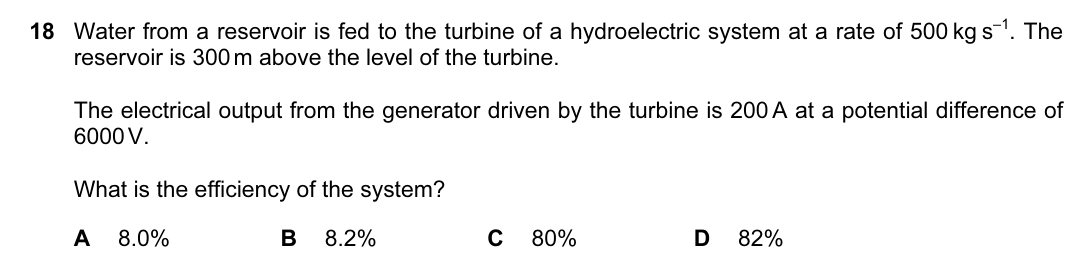 18 Water from a reservoir is fed to the turbine of a hydroelectric system at a rate of 500 kg s⁻¹. The
reservoir is 300 m above the level of the turbine.
The electrical output from the generator driven by the turbine is 200 A at a potential difference of
6000 V.
What is the efficiency of the system?
A 8.0% B 8.2% C 80% D 82%